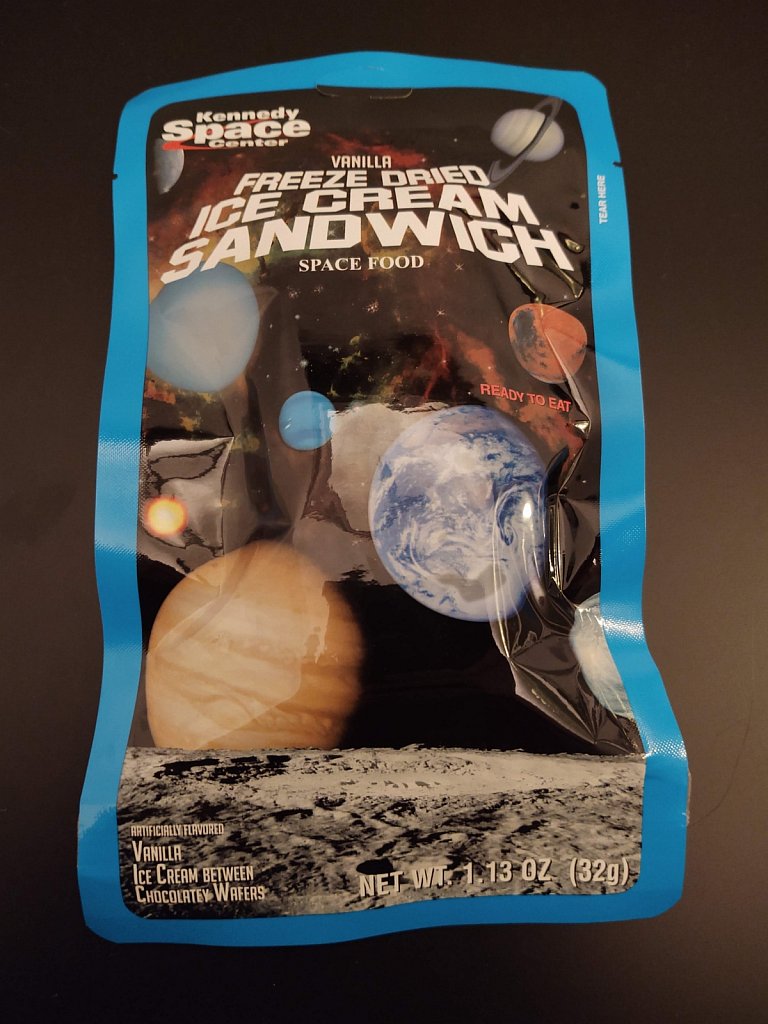 Kennedy
Space
Center
VANILLA
FREEZE DRIED
ICE CREAM
SANDWICH
SPACE FOOD
TEAR HERE
READY TO EAT
ARTIFICIALLY FLAVORED
VANILLA
ICE CREAM BETWEEN
CHOCOLATEY WAFERS
NET WT. 1.13 OZ (32g)